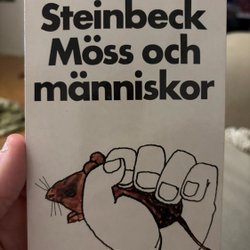 Steinbeck
Möss och
människor